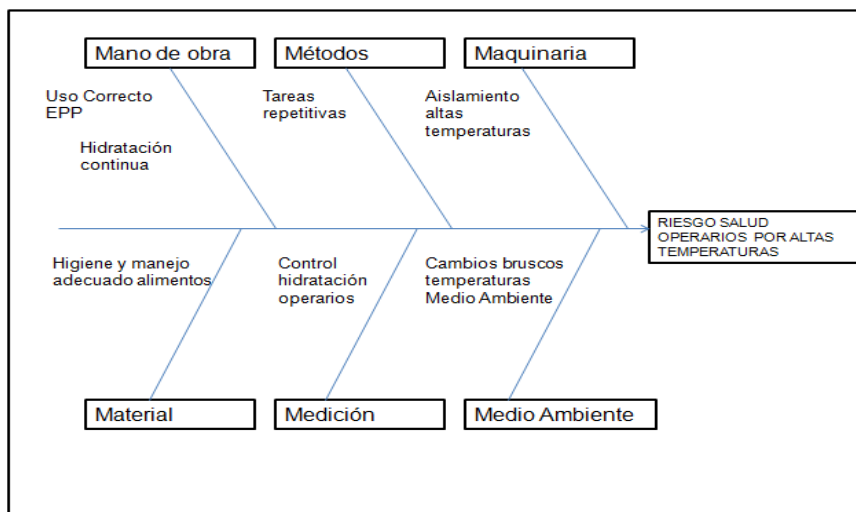 Mano de obra
Métodos
Maquinaria
Uso Correcto
EPP
Hidratación
continua
Tareas
repetitivas
Aislamiento
altas
temperaturas
RIESGO SALUD
OPERARIOS POR ALTAS
TEMPERATURAS
Higiene y manejo
adecuado alimentos
Control
hidratación
operarios
Cambios bruscos
temperaturas
Medio Ambiente
Material
Medición
Medio Ambiente